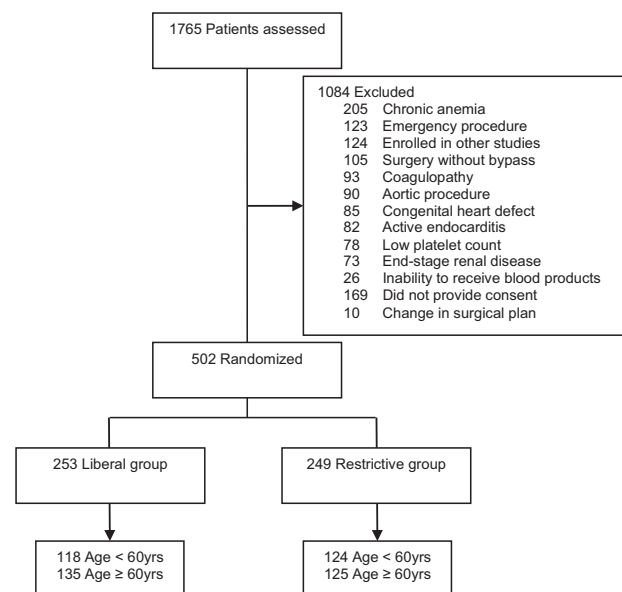 1765 Patients assessed
1084 Excluded
205 Chronic anemia
123 Emergency procedure
124 Enrolled in other studies
105 Surgery without bypass
93 Coagulopathy
90 Aortic procedure
85 Congenital heart defect
82 Active endocarditis
78 Low platelet count
73 End-stage renal disease
26 Inability to receive blood products
169 Did not provide consent
10 Change in surgical plan
502 Randomized
253 Liberal group
249 Restrictive group
118 Age < 60yrs
135 Age ≥ 60yrs
124 Age < 60yrs
125 Age ≥ 60yrs